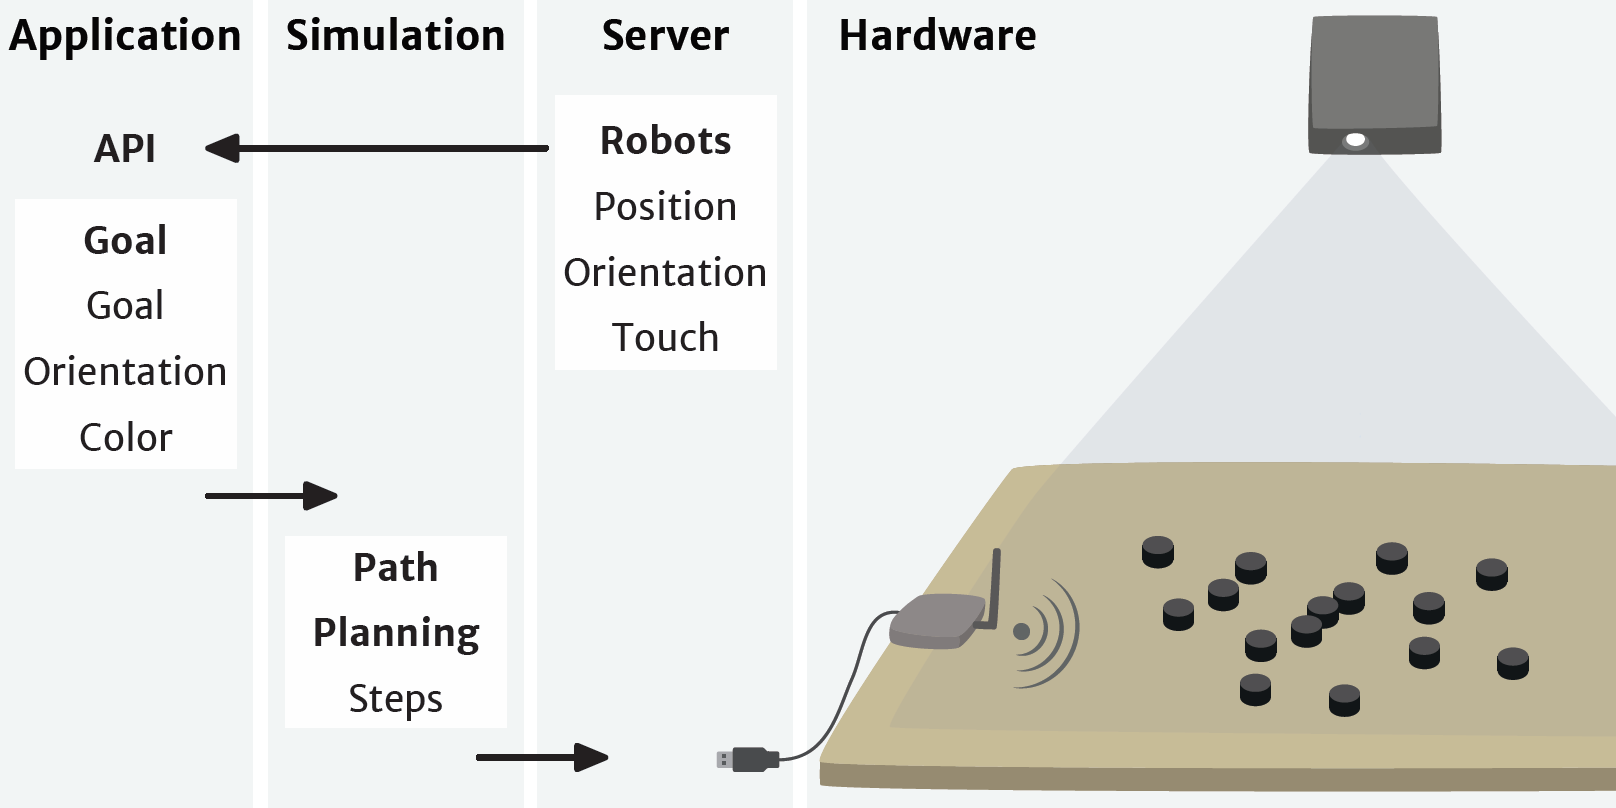 Application
Simulation
Server
Hardware
API
Goal
Goal
Orientation
Color
Path
Planning
Steps
Robots
Position
Orientation
Touch